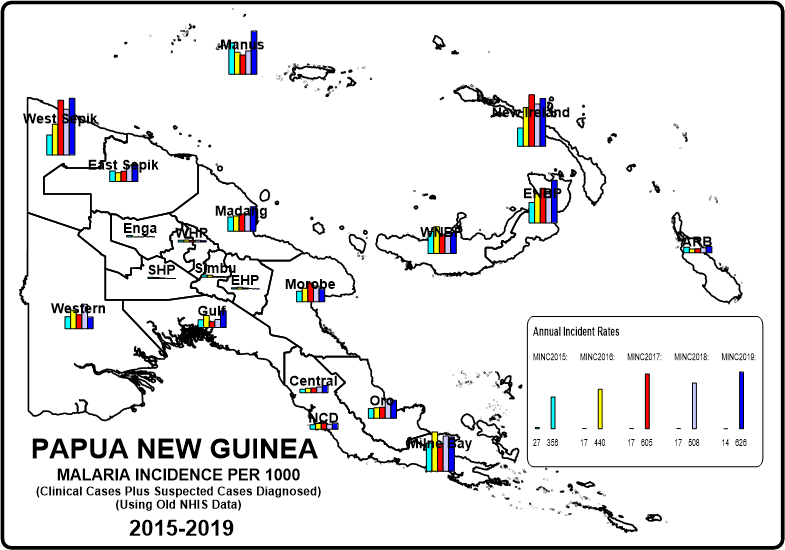 Manus
West Sepik
New Ireland
East Sepik
ENBP
Madang
Enga
WHP
WNBP
ARB
SHP
Simbu
EHP
Morobe
Western
Gulf
Annual Incident Rates
MINC2015: MINC2016: MINC2017: MINC2018: MINC2019:
Central
Oro
NCD
27 356 17 440 17 605 17 508 14 626
Milne Bay
PAPUA NEW GUINEA
MALARIA INCIDENCE PER 1000
(Clinical Cases Plus Suspected Cases Diagnosed)
(Using Old NHIS Data)
2015-2019